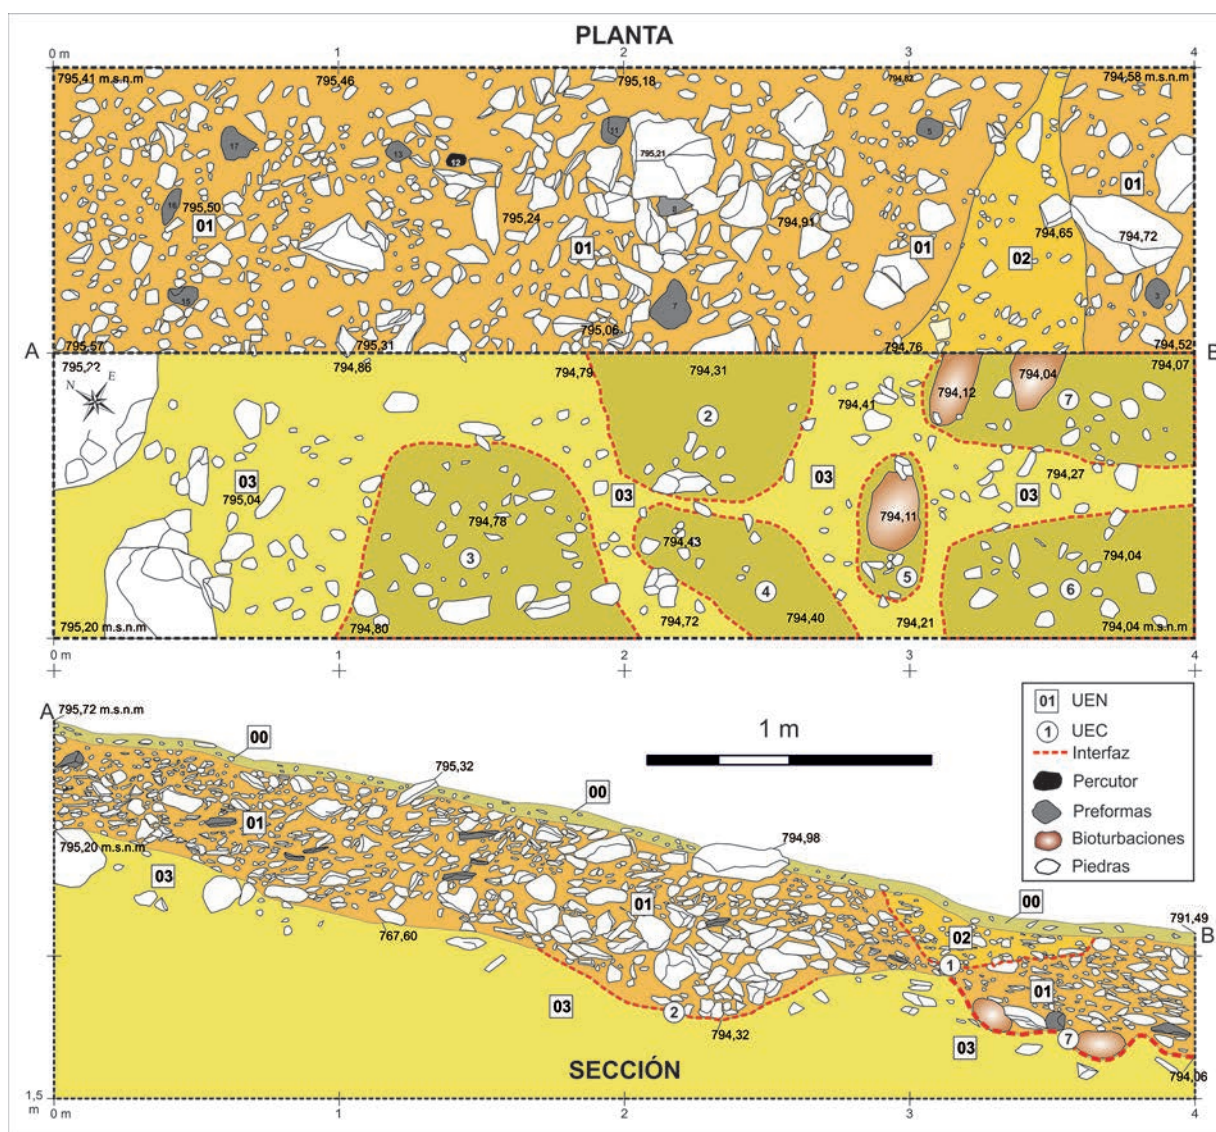 PLANTA
0 m 1 2 3 4
795,41 m.s.n.m 795,46 795,18 794,82 794,58 m.s.n.m
17 13 12 11 5
795,21
16 795,50 01 795,24 8 794,91 01
01 01 794,65 794,72
02
15 7 3
795,57 795,31 795,06 794,76 794,52
A B
795,22 794,86 794,79 794,31 794,12 794,04 794,07
N E
794,41 7
2
03 795,04 03 03 794,27 03
794,78 794,43 794,11 794,04
3 4 5 6
795,20 m.s.n.m 794,80 794,72 794,40 794,21 794,04 m.s.n.m
0 m 1 2 3 4
A
795,72 m.s.n.m
00
1 m
795,32
00
01
794,98
795,20 m.s.n.m
03
01
00
791,49
B
767,60
02
1
01
03
2
794,32
7
03
794,06
SECCIÓN
1,5 m
0 m 1 2 3 4
01 UEN
1 UEC
Interfaz
Percutor
Preformas
Bioturbaciones
Piedras